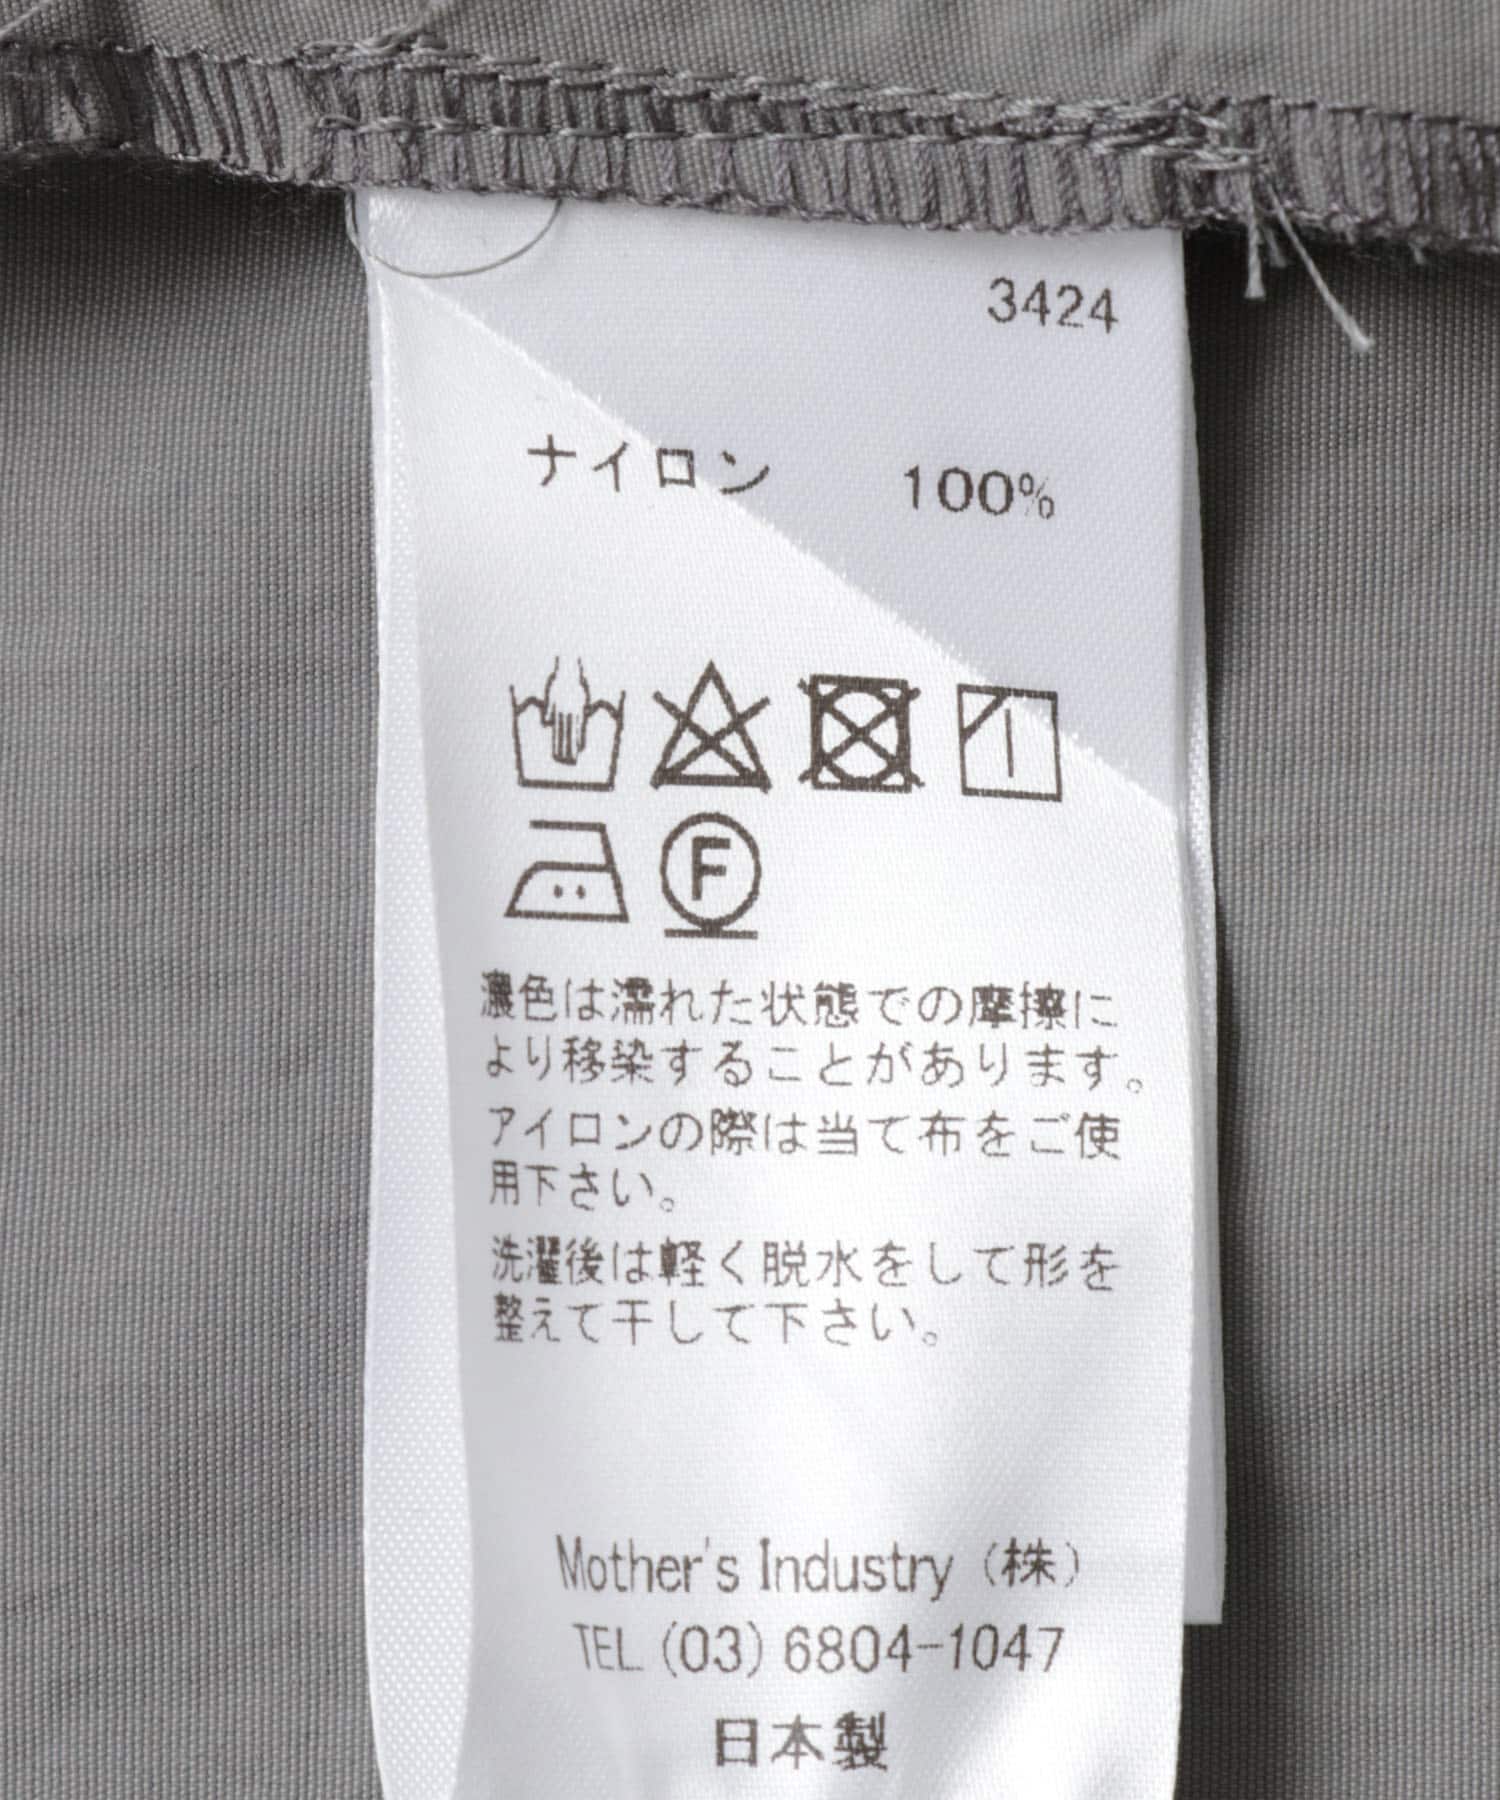 3424
ナイロン 100%
F
濃色は濡れた状態での摩擦に
より移染することがあります。
アイロンの際は当て布をご使
用下さい。
洗濯後は軽く脱水をして形を
整えて干して下さい。
Mother's Industry (株)
TEL (03) 6804-1047
日本製